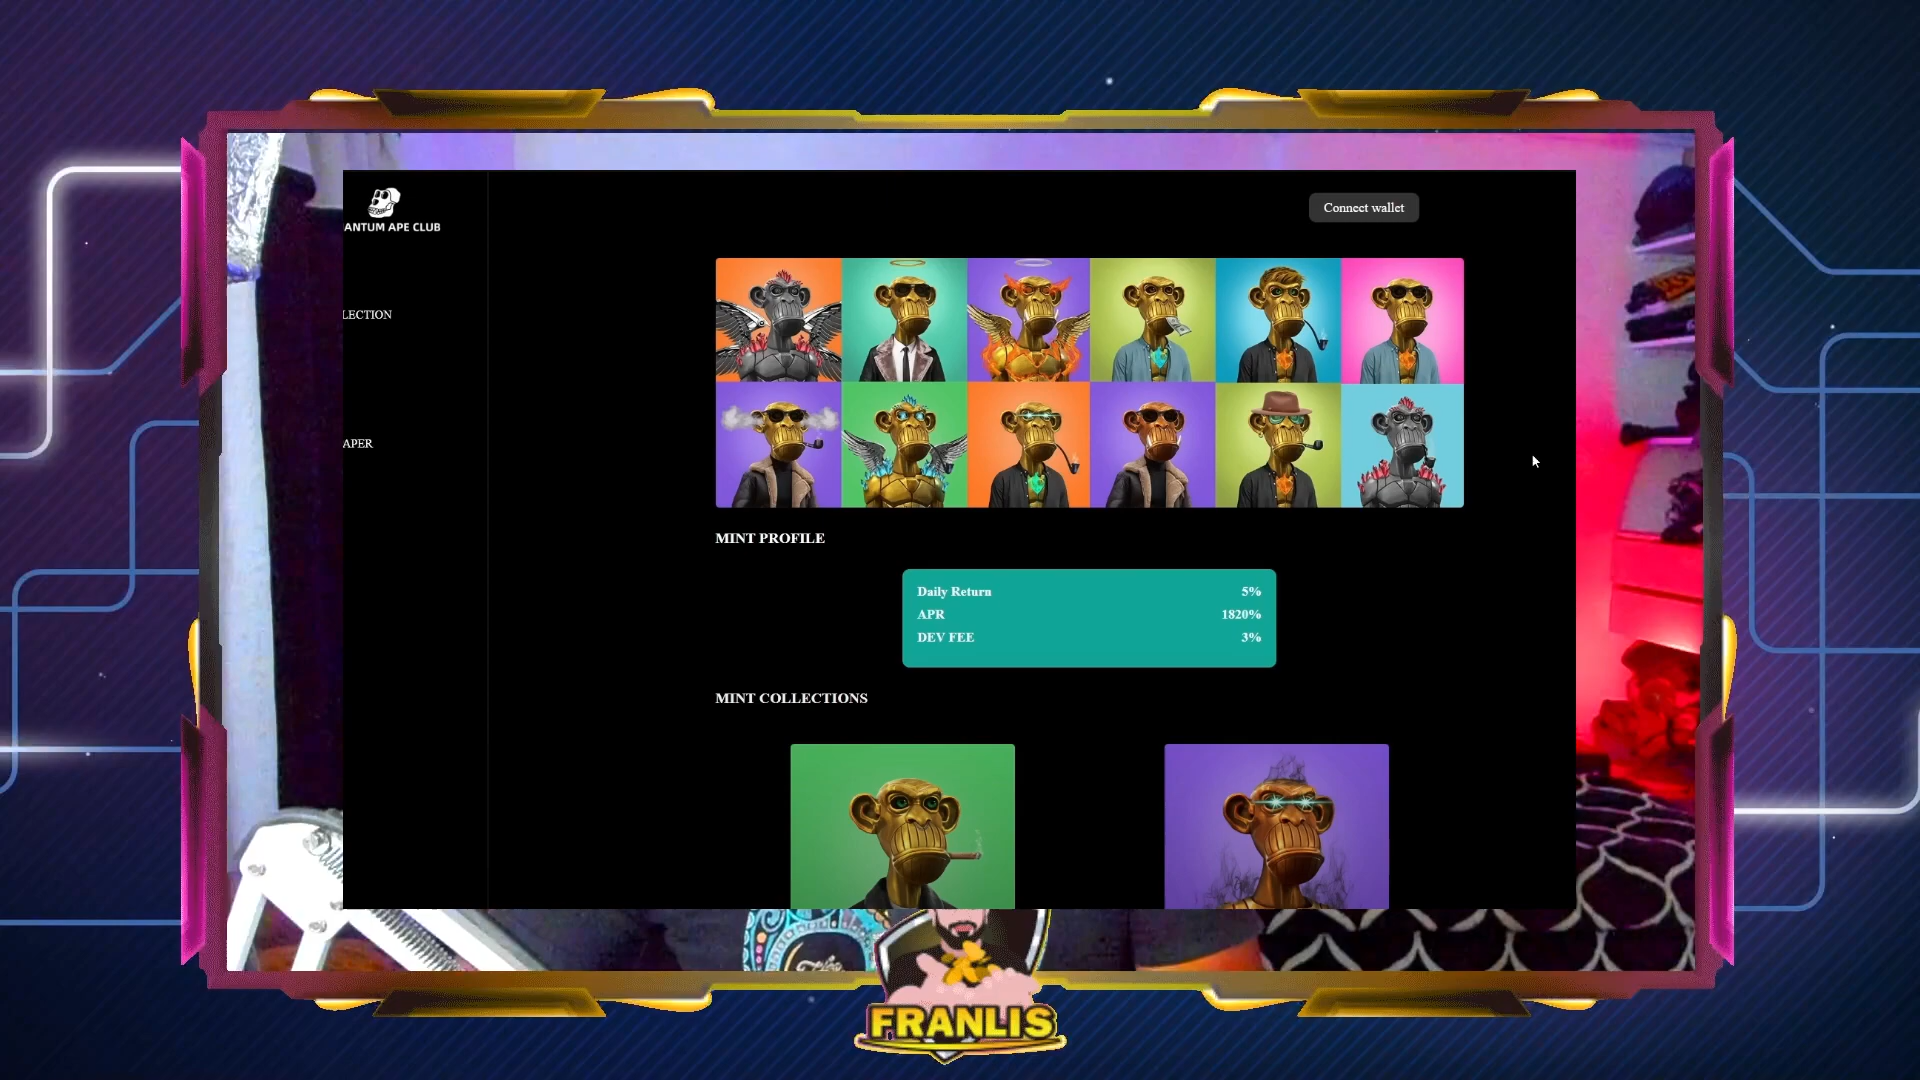 ANTUM APE CLUB
Connect wallet
LECTION
APER
MINT PROFILE
Daily Return 5%
APR 1820%
DEV FEE 3%
MINT COLLECTIONS
FRANLIS